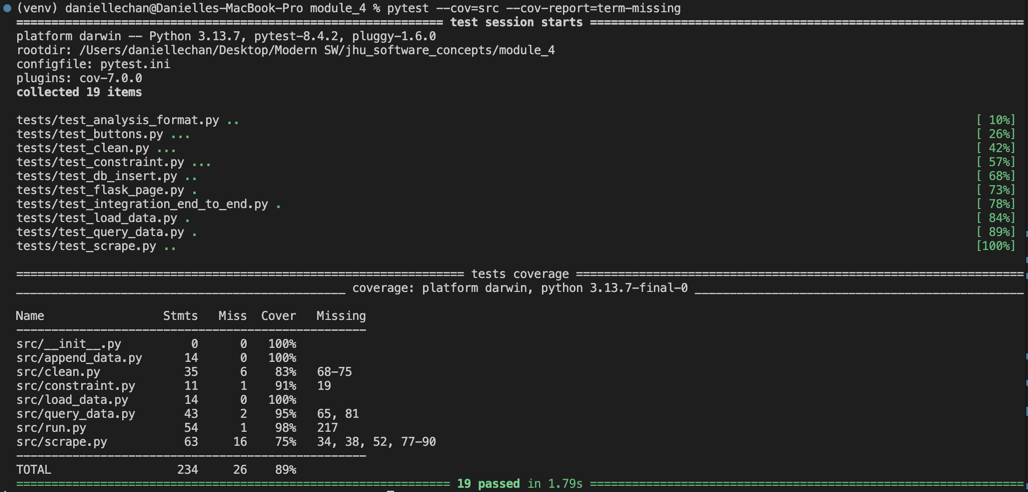 (venv) daniellechan@Danielles-MacBook-Pro module_4 % pytest --cov=src --cov-report=term-missing
test session starts
platform darwin -- Python 3.13.7, pytest-8.4.2, pluggy-1.6.0
rootdir: /Users/daniellechan/Desktop/Modern SW/jhu_software_concepts/module_4
configfile: pytest.ini
plugins: cov-7.0.0
collected 19 items
tests/test_analysis_format.py .. [ 10%]
tests/test_buttons.py ... [ 26%]
tests/test_clean.py ... [ 42%]
tests/test_constraint.py ... [ 57%]
tests/test_db_insert.py .. [ 68%]
tests/test_flask_page.py . [ 73%]
tests/test_integration_end_to_end.py . [ 78%]
tests/test_load_data.py . [ 84%]
tests/test_query_data.py . [ 89%]
tests/test_scrape.py .. [100%]
tests coverage
coverage: platform darwin, python 3.13.7-final-0
Name Stmts Miss Cover Missing
src/__init__.py 0 0 100%
src/append_data.py 14 0 100%
src/clean.py 35 6 83% 68-75
src/constraint.py 11 1 91% 19
src/load_data.py 14 0 100%
src/query_data.py 43 2 95% 65, 81
src/run.py 54 1 98% 217
src/scrape.py 63 16 75% 34, 38, 52, 77-90
TOTAL 234 26 89%
19 passed in 1.79s